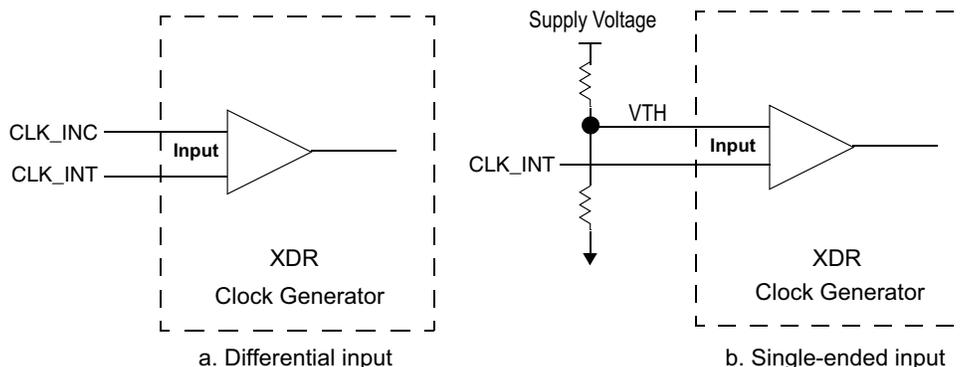 CLK_INC
CLK_INT
Input
XDR
Clock Generator
a. Differential input
Supply Voltage
VTH
CLK_INT
Input
XDR
Clock Generator
b. Single-ended input